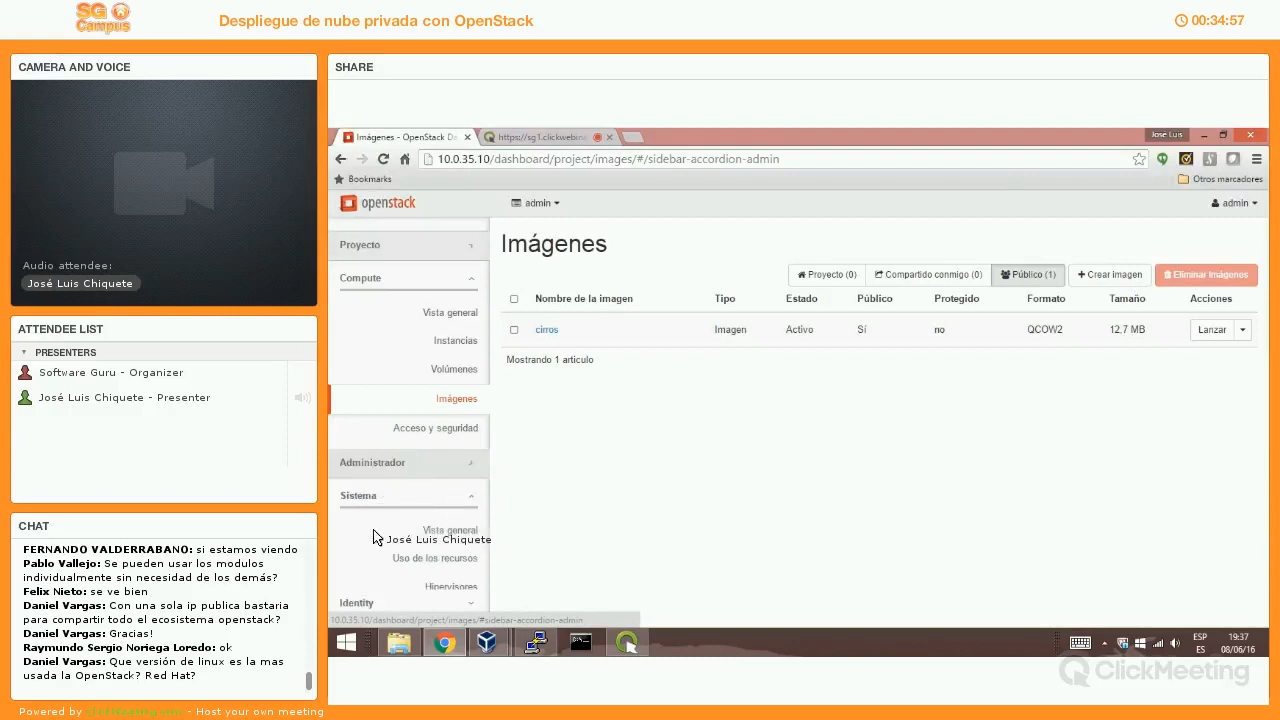 SG
Campus
Despliegue de nube privada con OpenStack
00:34:57
CAMERA AND VOICE
Audio attendee:
José Luis Chiquete
ATTENDEE LIST
PRESENTERS
Software Guru - Organizer
José Luis Chiquete - Presenter
CHAT
FERNANDO VALDERRABANO: si estamos viendo
Pablo Vallejo: Se pueden usar los modulos
individualmente sin necesidad de los demás?
Felix Nieto: se ve bien
Daniel Vargas: Con una sola ip publica bastaria
para compartir todo el ecosistema openstack?
Daniel Vargas: Gracias!
Raymundo Sergio Noriega Loredo: ok
Daniel Vargas: Que versión de linux es la mas
usada la OpenStack? Red Hat?
SHARE
Imágenes - OpenStack Da
https://sg1.clickwebin
José Luis
10.0.35.10/dashboard/project/images/#/sidebar-accordion-admin
Bookmarks
Otros marcadores
openstack
admin
admin
Proyecto
Compute
Vista general
Instancias
Volúmenes
Imágenes
Acceso y seguridad
Administrador
Sistema
Vista general
José Luis Chiquete
Uso de los recursos
Hipervisores
Identity
10.0.35.10/dashboard/project/images/#sidebar-accordion-admin
Imágenes
Proyecto (0) Compartido conmigo (0) Público (1) + Crear imagen Eliminar Imágenes
Nombre de la imagen Tipo Estado Público Protegido Formato Tamaño Acciones
cirros Imagen Activo Sí no QCOW2 12,7 MB Lanzar
Mostrando 1 articulo
ESP
ES
19:37
08/06/16
ClickMeeting
Powered by ClickMeeting.com - Host your own meeting